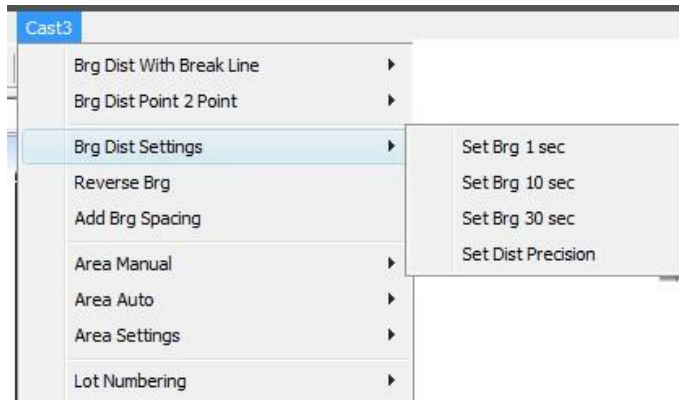 Cast3
Brg Dist With Break Line
Brg Dist Point 2 Point
Brg Dist Settings
Reverse Brg
Add Brg Spacing
Area Manual
Area Auto
Area Settings
Lot Numbering
Set Brg 1 sec
Set Brg 10 sec
Set Brg 30 sec
Set Dist Precision